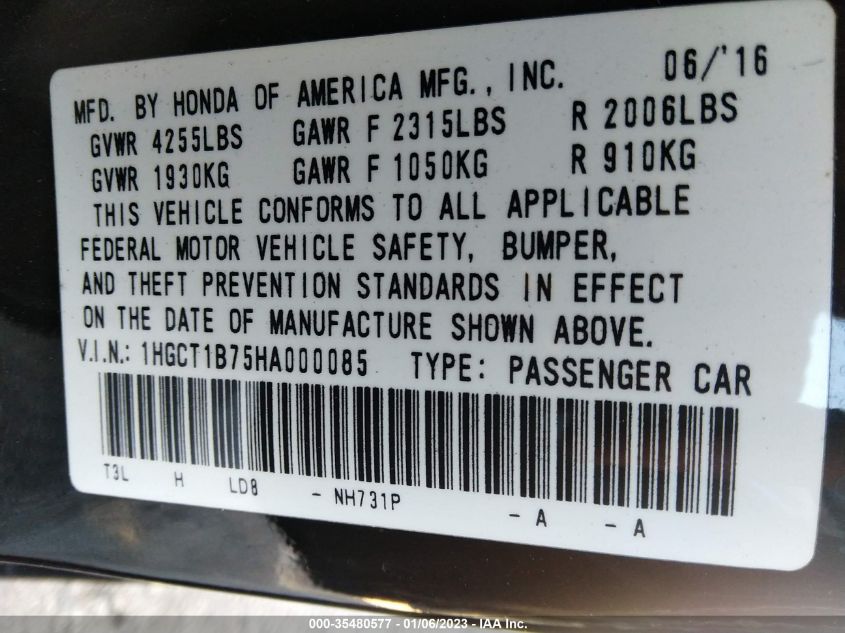 MFD. BY HONDA OF AMERICA MFG., INC. 06/'16
GVWR 4255LBS GAWR F 2315LBS R 2006LBS
GVWR 1930KG GAWR F 1050KG R 910KG
THIS VEHICLE CONFORMS TO ALL APPLICABLE
FEDERAL MOTOR VEHICLE SAFETY, BUMPER,
AND THEFT PREVENTION STANDARDS IN EFFECT
ON THE DATE OF MANUFACTURE SHOWN ABOVE.
V.I.N.: 1HGCT1B75HA000085 TYPE: PASSENGER CAR
T3L H LD8 - NH731P - A - A
000-35480577 - 01/06/2023 - ©IAA Inc.